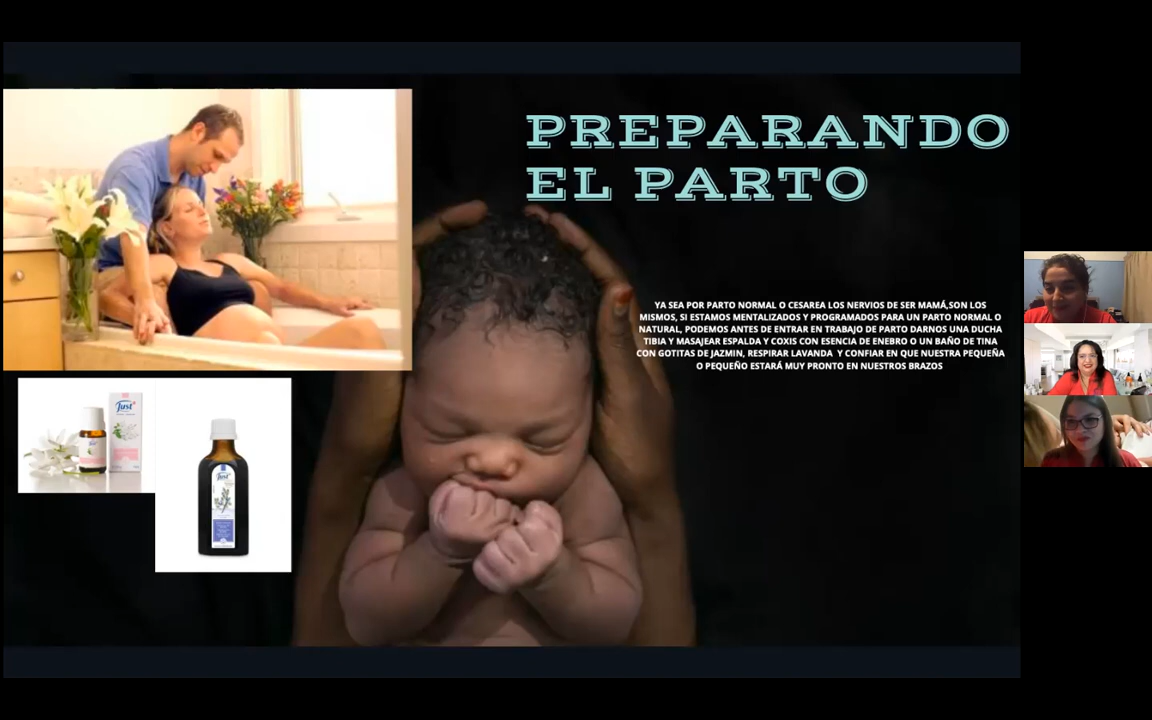 PREPARANDO
EL PARTO
YA SEA POR PARTO NORMAL O CESAREA LOS NERVIOS DE SER MAMÁ,SON LOS
MISMOS, SI ESTAMOS MENTALIZADOS Y PROGRAMADOS PARA UN PARTO NORMAL O
NATURAL, PODEMOS ANTES DE ENTRAR EN TRABAJO DE PARTO DARNOS UNA DUCHA
TIBIA Y MASAJEAR ESPALDA Y COXIS CON ESENCIA DE ENEBRO O UN BAÑO DE TINA
CON GOTITAS DE JAZMIN, RESPIRAR LAVANDA Y CONFIAR EN QUE NUESTRA PEQUEÑA
O PEQUEÑO ESTARÁ MUY PRONTO EN NUESTROS BRAZOS
Just
Just